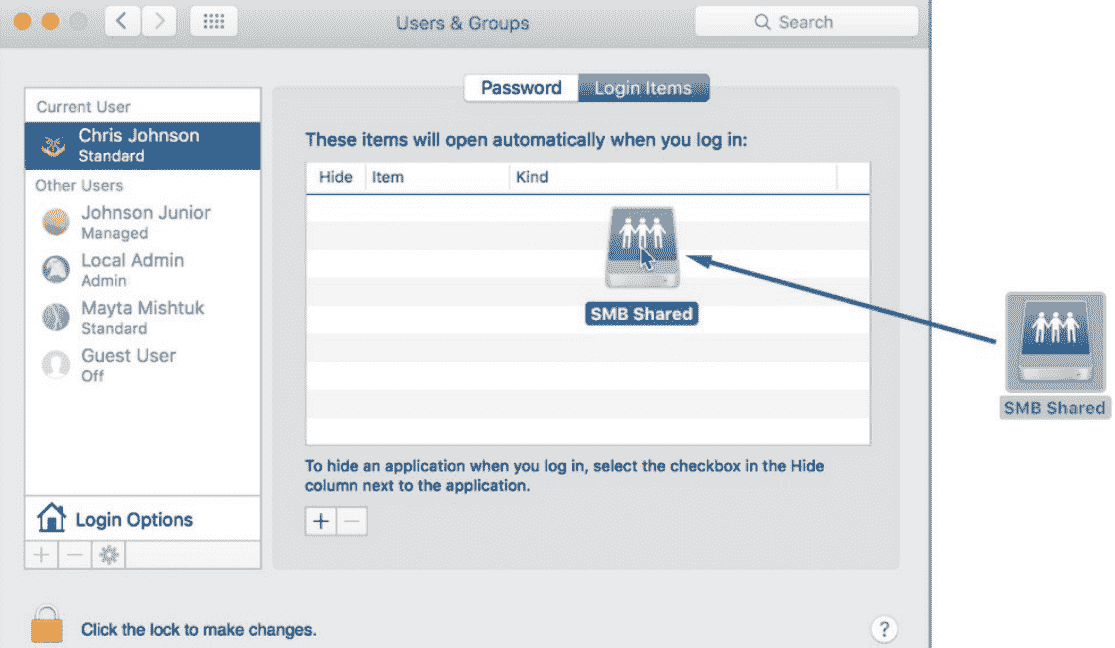 Users & Groups
Search
Current User
Chris Johnson
Standard
Other Users
Johnson Junior
Managed
Local Admin
Admin
Mayta Mishtuk
Standard
Guest User
Off
Login Options
Password
Login Items
These items will open automatically when you log in:
Hide
Item
Kind
SMB Shared
To hide an application when you log in, select the checkbox in the Hide
column next to the application.
Click the lock to make changes.
?
SMB Shared